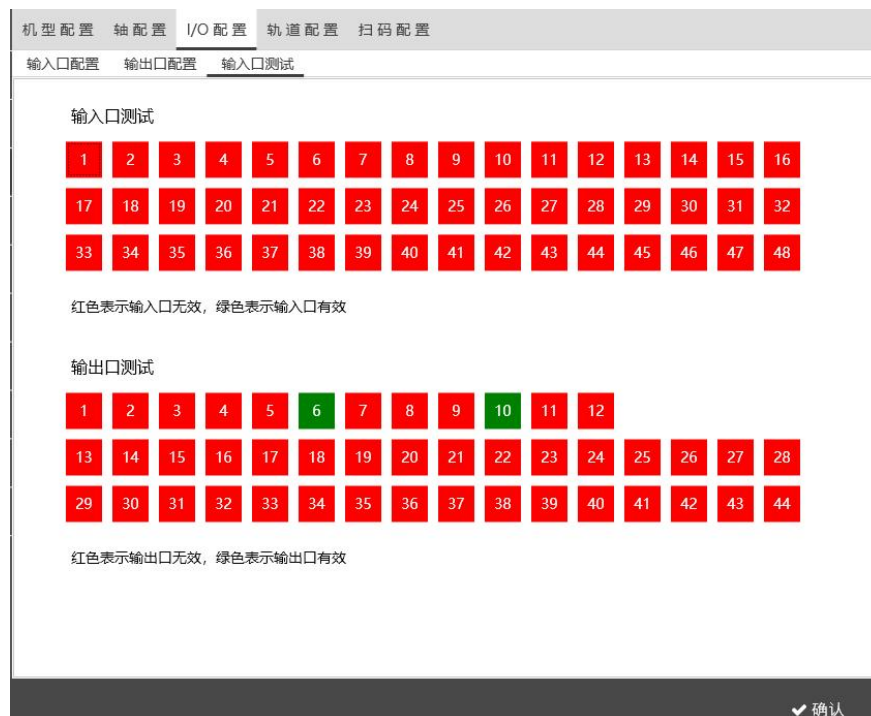 机型配置 轴配置 I/O配置 轨道配置 扫码配置
输入口配置 输出口配置 输入口测试
输入口测试
1 2 3 4 5 6 7 8 9 10 11 12 13 14 15 16
17 18 19 20 21 22 23 24 25 26 27 28 29 30 31 32
33 34 35 36 37 38 39 40 41 42 43 44 45 46 47 48
红色表示输入口无效，绿色表示输入口有效
输出口测试
1 2 3 4 5 6 7 8 9 10 11 12
13 14 15 16 17 18 19 20 21 22 23 24 25 26 27 28
29 30 31 32 33 34 35 36 37 38 39 40 41 42 43 44
红色表示输出口无效，绿色表示输出口有效
确认